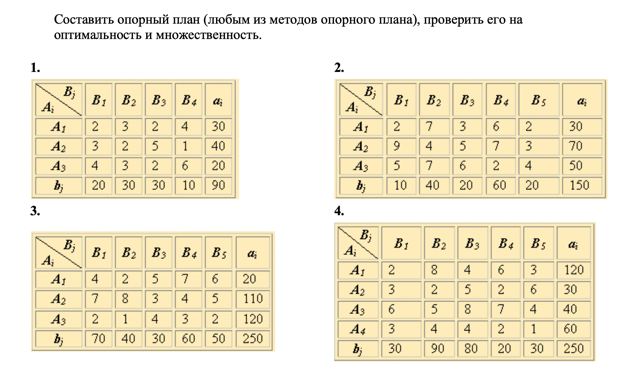 Составить опорный план (любым из методов опорного плана), проверить его на
оптимальность и множественность.
1.
Bj Ai B1 B2 B3 B4 ai
A1 2 3 2 4 30
A2 3 2 5 1 40
A3 4 3 2 6 20
bj 20 30 30 10 90
2.
Bj Ai B1 B2 B3 B4 B5 ai
A1 2 7 3 6 2 30
A2 9 4 5 7 3 70
A3 5 7 6 2 4 50
bj 10 40 20 60 20 150
3.
Bj Ai B1 B2 B3 B4 B5 ai
A1 4 2 5 7 6 20
A2 7 8 3 4 5 110
A3 2 1 4 3 2 120
bj 70 40 30 60 50 250
4.
Bj Ai B1 B2 B3 B4 B5 ai
A1 2 8 4 6 3 120
A2 3 2 5 2 6 30
A3 6 5 8 7 4 40
A4 3 4 4 2 1 60
bj 30 90 80 20 30 250